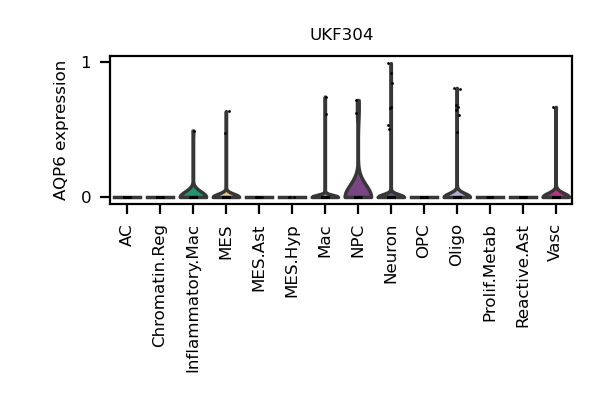 UKF304
AQP6 expression
1
0
AC
Chromatin.Reg
Inflammatory.Mac
MES
MES.Ast
MES.Hyp
Mac
NPC
Neuron
OPC
Oligo
Prolif.Metab
Reactive.Ast
Vasc